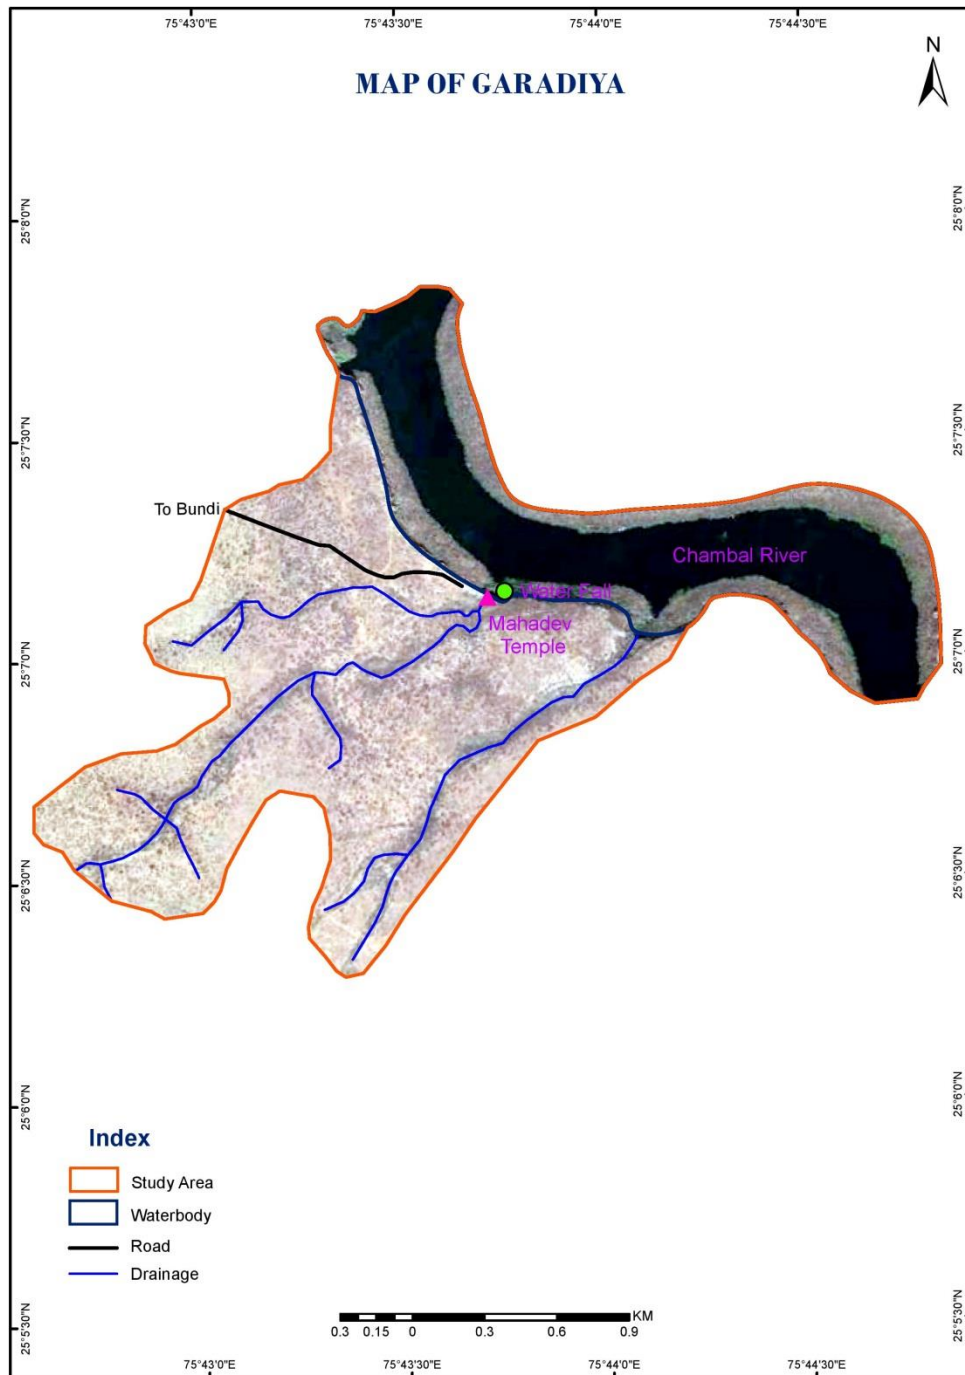 75°43'0"E 75°43'30"E 75°44'0"E 75°44'30"E
N
MAP OF GARADIYA
25°8'0"N 25°8'0"N
25°7'30"N 25°7'30"N
To Bundi
Chambal River
Water Fall
Mahadev
Temple
25°7'0"N 25°7'0"N
25°6'30"N 25°6'30"N
25°6'0"N 25°6'0"N
Index
Study Area
Waterbody
Road
Drainage
KM
0.3 0.15 0 0.3 0.6 0.9
25°5'30"N 25°5'30"N
75°43'0"E 75°43'30"E 75°44'0"E 75°44'30"E